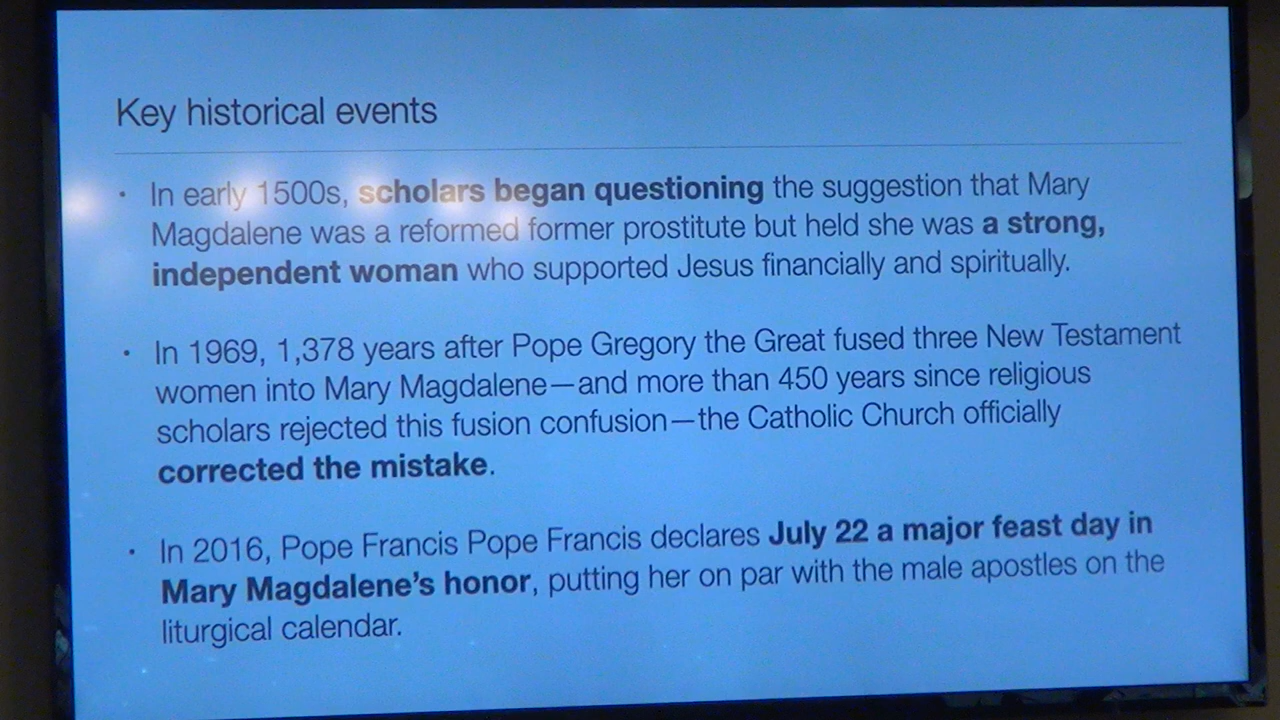 Key historical events
• In early 1500s, scholars began questioning the suggestion that Mary
Magdalene was a reformed former prostitute but held she was a strong,
independent woman who supported Jesus financially and spiritually.
• In 1969, 1,378 years after Pope Gregory the Great fused three New Testament
women into Mary Magdalene—and more than 450 years since religious
scholars rejected this fusion confusion—the Catholic Church officially
corrected the mistake.
• In 2016, Pope Francis Pope Francis declares July 22 a major feast day in
Mary Magdalene's honor, putting her on par with the male apostles on the
liturgical calendar.